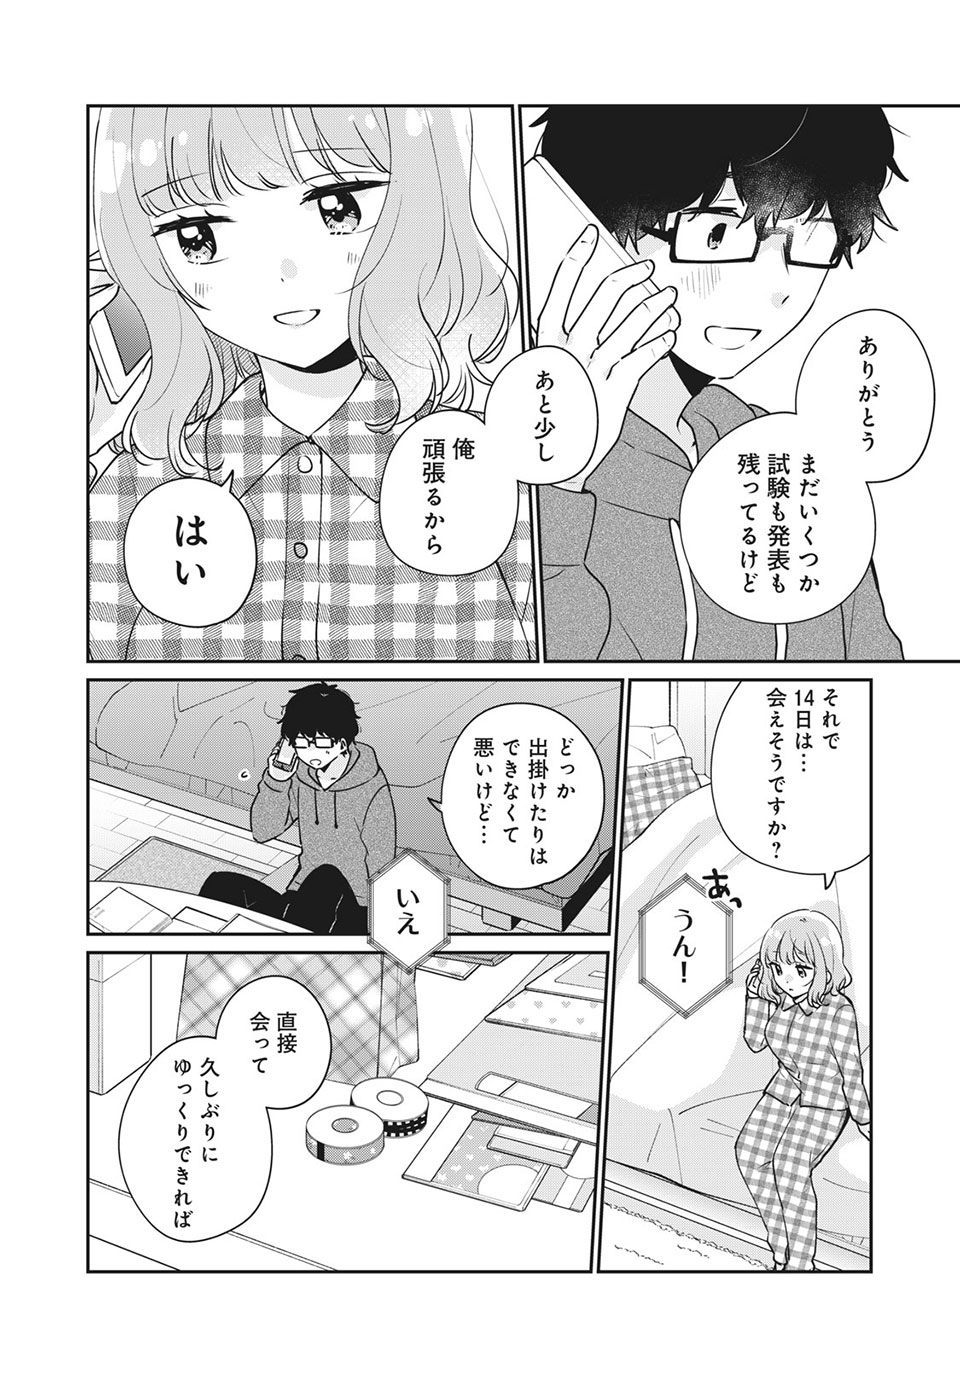 ありがとう
まだいくつか
試験も発表も
残ってるけど
あと少し
俺
頑張るから
はい
それで
14日は…
会えそうですか？
あっ
うん！
どっか
出掛けたりは
できなくて
悪いけど…
いえ
直接
会って
久しぶりに
ゆっくりできれば